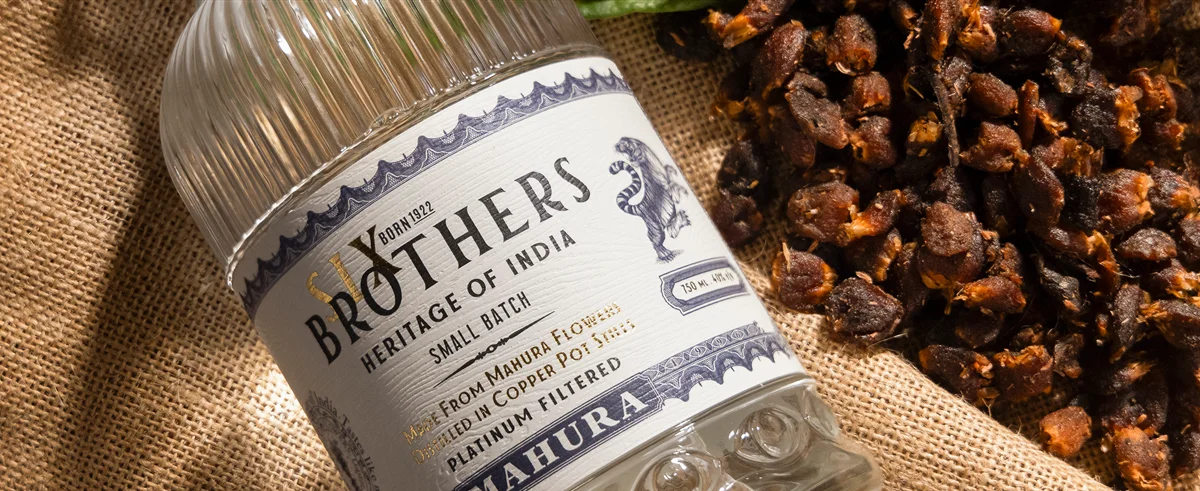 SIX
BORN 1922
BROTHERS
HERITAGE OF INDIA
SMALL BATCH
MADE FROM MAHURA FLOWERS
DISTILLED IN COPPER POT STILLS
PLATINUM FILTERED
MAHURA
750 ML. 40% V/V